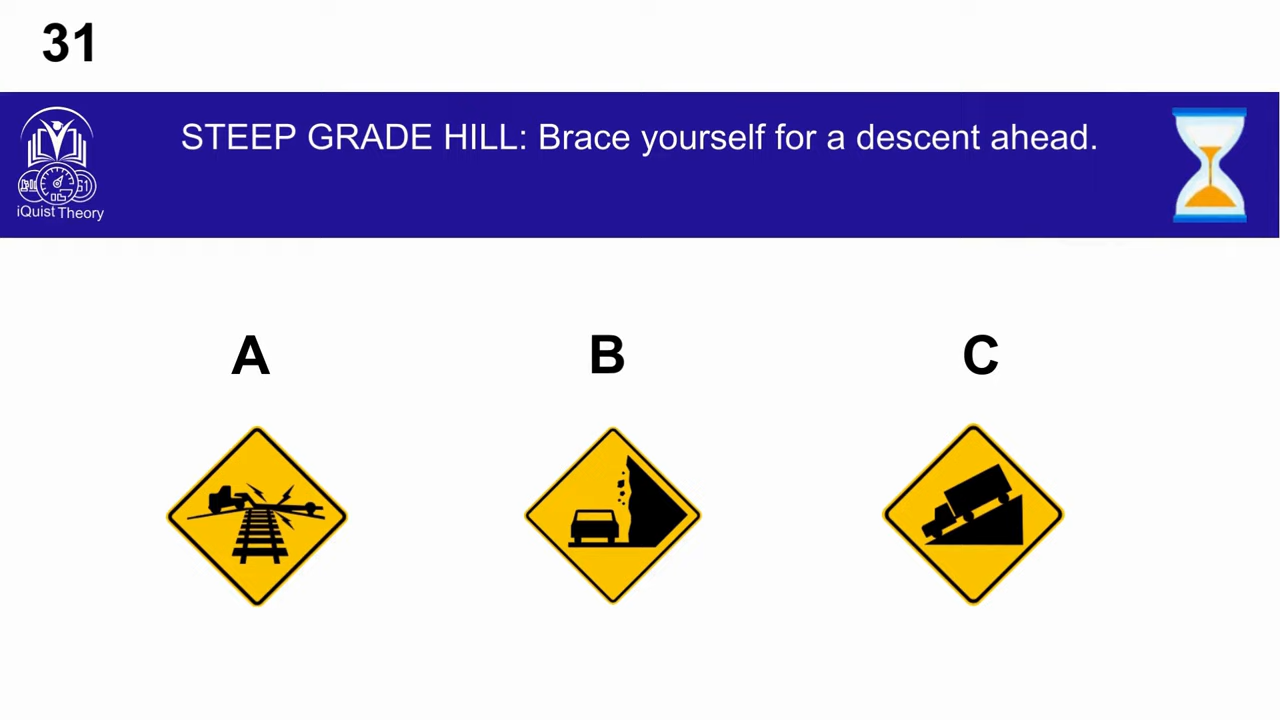 31
STEEP GRADE HILL: Brace yourself for a descent ahead.
iQuist Theory
A
B
C